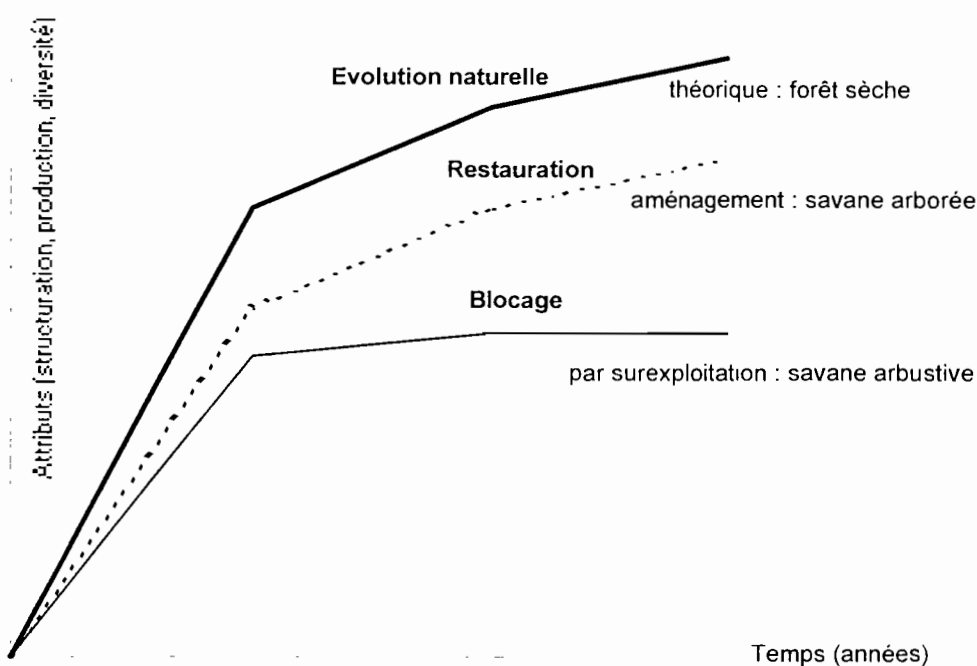 Attributs (structuration, production, diversité)
Evolution naturelle
théorique : forêt sèche
Restauration
aménagement : savane arborée
Blocage
par surexploitation : savane arbustive
Temps (années)